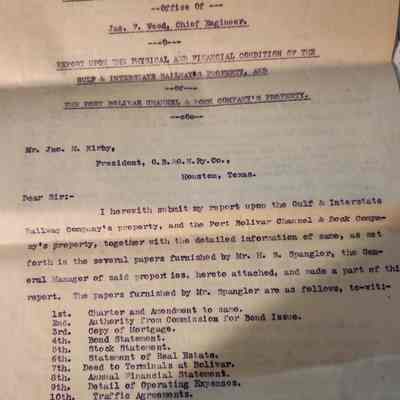 --Office Of ---
Jas. F. Weed, Chief Engineer.
---O---
REPORT UPON THE PHYSICAL AND FINANCIAL CONDITION OF THE
GULF & INTERSTATE RAILWAY'S PROPERTY, AND
--OF--
THE PORT BOLIVAR CHANNEL & DOCK COMPANY'S PROPERTY.
--oOo--
Mr. Jno. H. Kirby,
President, G.B.&G.N.Ry.Co.,
Houston, Texas.
Dear Sir:-
I herewith submit my report upon the Gulf & Interstate
Railway Company's property, and the Port Bolivar Channel & Dock Compa-
ny's property, together with the detailed information of same, as set
forth in the several papers furnished by Mr. H. S. Spangler, the Gen-
eral Manager of said properties, hereto attached, and made a part of this
report. The papers furnished by Mr. Spangler are as follows, to-wit:-
1st. Charter and Amendment to same.
2nd. Authority from Commission for Bond Issue.
3rd. Copy of Mortgage.
4th. Bond Statement.
5th. Stock Statement.
6th. Statement of Real Estate.
7th. Deed to Terminals at Bolivar.
8th. Annual Financial Statement.
9th. Detail of Operating Expenses.
10th. Traffic Agreements.